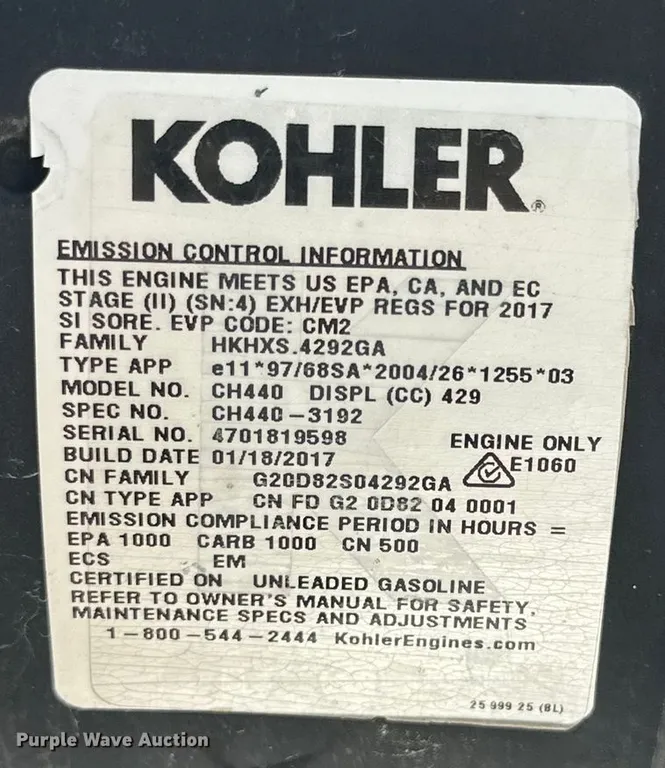 KOHLER®
EMISSION CONTROL INFORMATION
THIS ENGINE MEETS US EPA, CA, AND EC
STAGE (II) (SN:4) EXH/EVP REGS FOR 2017
SI SORE. EVP CODE: CM2
FAMILY HKHXS.4292GA
TYPE APP e11*97/68SA*2004/26*1255*03
MODEL NO. CH440 DISPL (CC) 429
SPEC NO. CH440-3192
SERIAL NO. 4701819598 ENGINE ONLY
BUILD DATE 01/18/2017 E1060
CN FAMILY G20D82S04292GA
CN TYPE APP CN FD G2 0D82 04 0001
EMISSION COMPLIANCE PERIOD IN HOURS =
EPA 1000 CARB 1000 CN 500
ECS EM
CERTIFIED ON UNLEADED GASOLINE
REFER TO OWNER'S MANUAL FOR SAFETY,
MAINTENANCE SPECS AND ADJUSTMENTS
1-800-544-2444 KohlerEngines.com
25 999 25 (BL)
Purple Wave Auction